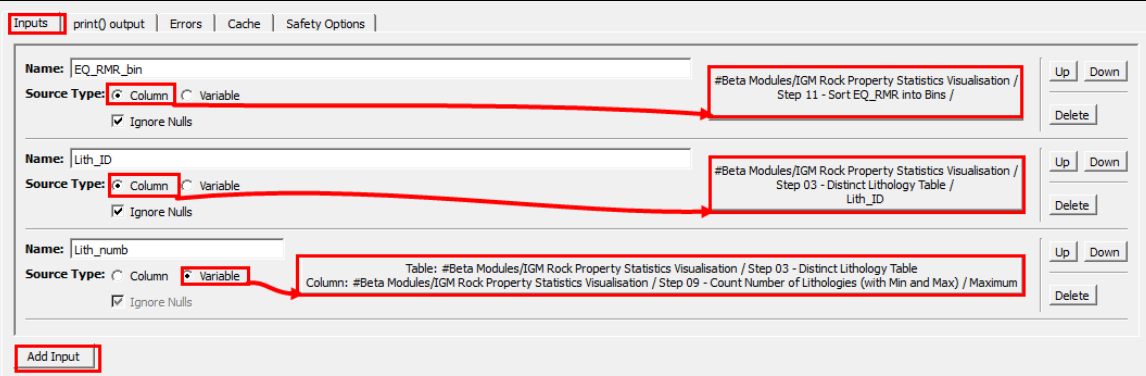 Inputs print() output Errors Cache Safety Options
Name: EQ_RMR_bin
Source Type: Column Variable
Ignore Nulls
#Beta Modules/IGM Rock Property Statistics Visualisation /
Step 11 - Sort EQ_RMR into Bins /
Up Down
Delete
Name: Lith_ID
Source Type: Column Variable
Ignore Nulls
#Beta Modules/IGM Rock Property Statistics Visualisation /
Step 03 - Distinct Lithology Table /
Lith_ID
Up Down
Delete
Name: Lith_numb
Source Type: Column Variable
Ignore Nulls
Table: #Beta Modules/IGM Rock Property Statistics Visualisation / Step 03 - Distinct Lithology Table
Column: #Beta Modules/IGM Rock Property Statistics Visualisation / Step 09 - Count Number of Lithologies (with Min and Max) / Maximum
Up Down
Delete
Add Input